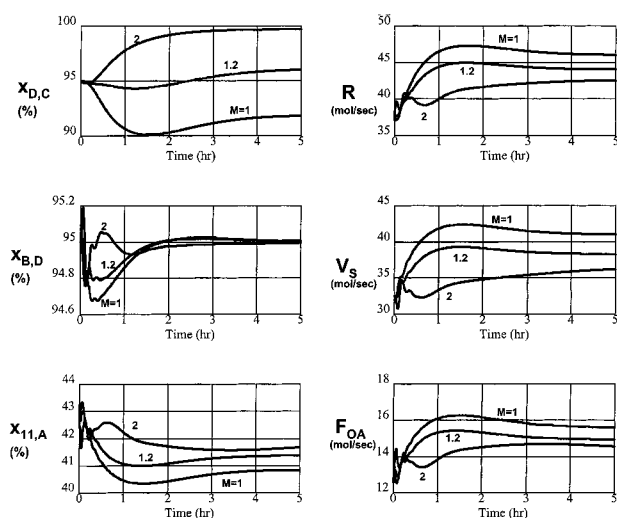 100
95
90
X_D,C
(%)
2
1.2
M=1
0 1 2 3 4 5
Time (hr)
50
45
40
35
R
(mol/sec)
M=1
1.2
2
0 1 2 3 4 5
Time (hr)
95.2
95
94.8
94.6
X_B,D
(%)
2
1.2
M=1
0 1 2 3 4 5
Time (hr)
45
40
35
30
V_S
(mol/sec)
M=1
1.2
2
0 1 2 3 4 5
Time (hr)
44
43
42
41
40
X_11,A
(%)
2
1.2
M=1
0 1 2 3 4 5
Time (hr)
18
16
14
12
F_OA
(mol/sec)
M=1
1.2
2
0 1 2 3 4 5
Time (hr)